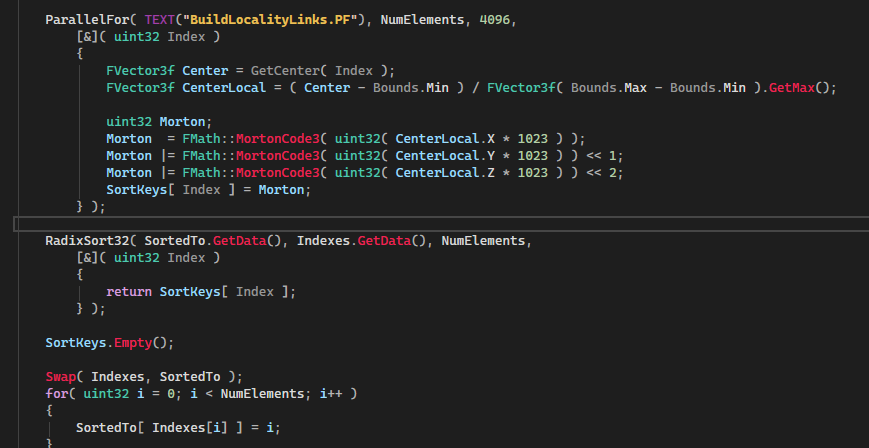 ParallelFor( TEXT("BuildLocalityLinks.PF"), NumElements, 4096,
[&]( uint32 Index )
{
FVector3f Center = GetCenter( Index );
FVector3f CenterLocal = ( Center - Bounds.Min ) / FVector3f( Bounds.Max - Bounds.Min ).GetMax();
uint32 Morton;
Morton  = FMath::MortonCode3( uint32( CenterLocal.X * 1023 ) );
Morton |= FMath::MortonCode3( uint32( CenterLocal.Y * 1023 ) ) << 1;
Morton |= FMath::MortonCode3( uint32( CenterLocal.Z * 1023 ) ) << 2;
SortKeys[ Index ] = Morton;
} );
RadixSort32( SortedTo.GetData(), Indexes.GetData(), NumElements,
[&]( uint32 Index )
{
return SortKeys[ Index ];
} );
SortKeys.Empty();
Swap( Indexes, SortedTo );
for( uint32 i = 0; i < NumElements; i++ )
{
SortedTo[ Indexes[i] ] = i;
}